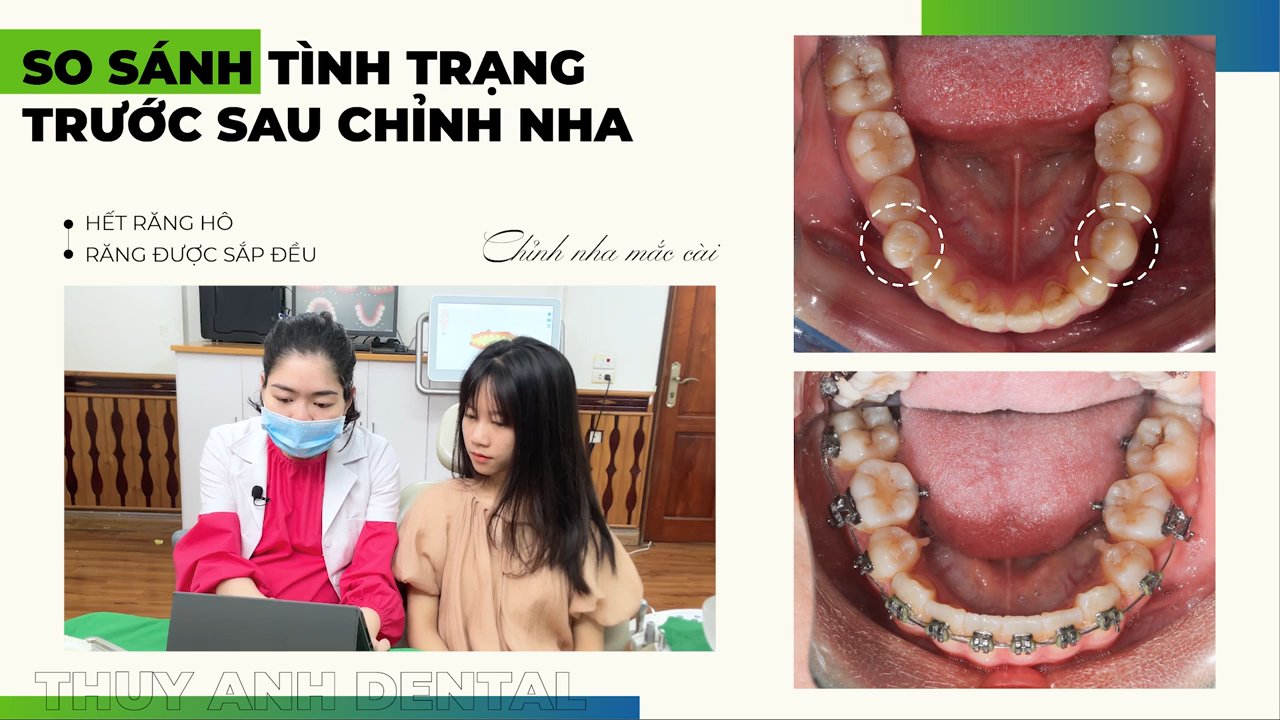 SO SÁNH TÌNH TRẠNG
TRƯỚC SAU CHỈNH NHA
HẾT RĂNG HÔ
RĂNG ĐƯỢC SẮP ĐỀU
Chỉnh nha mắc cài
THÙY ANH DENTAL